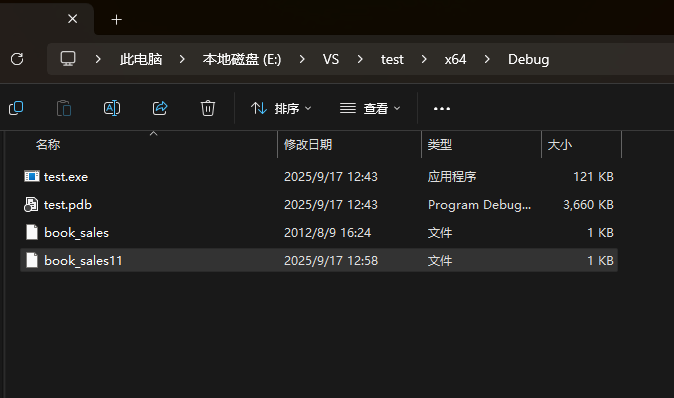 此电脑 本地磁盘 (E:) VS test x64 Debug
排序 查看
名称 修改日期 类型 大小
test.exe 2025/9/17 12:43 应用程序 121 KB
test.pdb 2025/9/17 12:43 Program Debug... 3,660 KB
book_sales 2012/8/9 16:24 文件 1 KB
book_sales11 2025/9/17 12:58 文件 1 KB